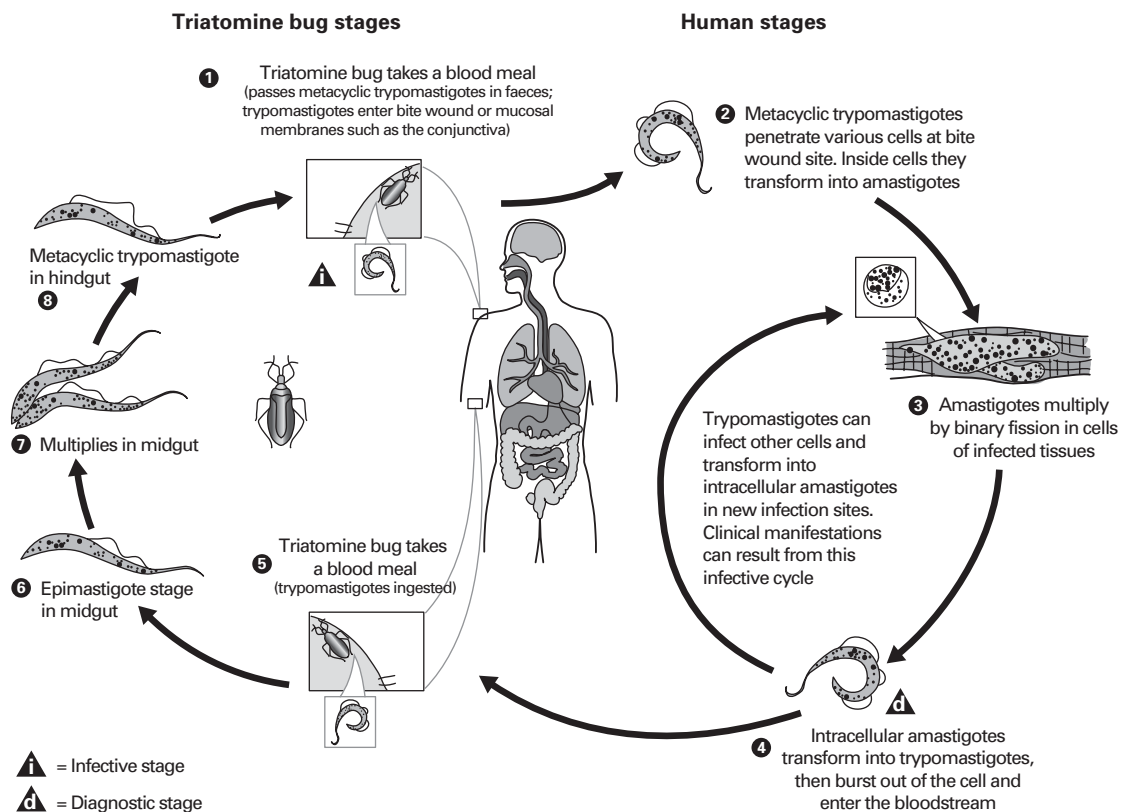 Triatomine bug stages
Human stages
1
Triatomine bug takes a blood meal
(passes metacyclic trypomastigotes in faeces;
trypomastigotes enter bite wound or mucosal
membranes such as the conjunctiva)
i
2 Metacyclic trypomastigotes
penetrate various cells at bite
wound site. Inside cells they
transform into amastigotes
3 Amastigotes multiply
by binary fission in cells
of infected tissues
Trypomastigotes can
infect other cells and
transform into
intracellular amastigotes
in new infection sites.
Clinical manifestations
can result from this
infective cycle
d
4
Intracellular amastigotes
transform into trypomastigotes,
then burst out of the cell and
enter the bloodstream
5
Triatomine bug takes
a blood meal
(trypomastigotes ingested)
6 Epimastigote stage
in midgut
7 Multiplies in midgut
Metacyclic trypomastigote
in hindgut
8
i = Infective stage
d = Diagnostic stage